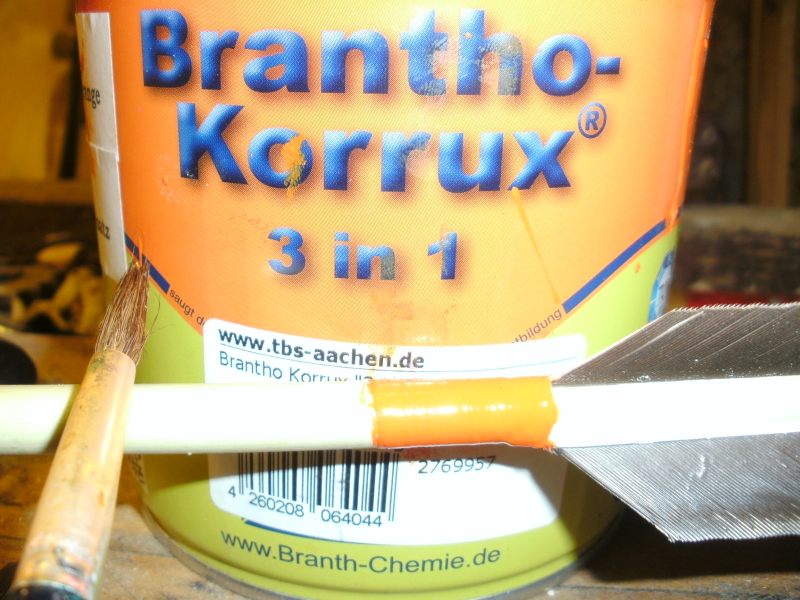 Brantho-
Korrux®
3 in 1
saugt
www.tbs-aachen.de
Brantho Korrux
2769957
4 260208 064044
www.Branth-Chemie.de